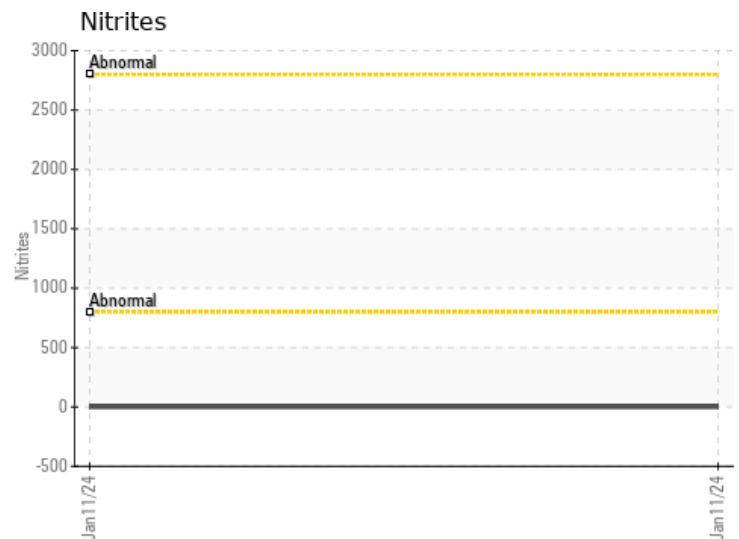 Nitrites
3000
Abnormal
2500
2000
1500
Nitrites
1000
Abnormal
500
0
-500
Jan11/24
Jan11/24